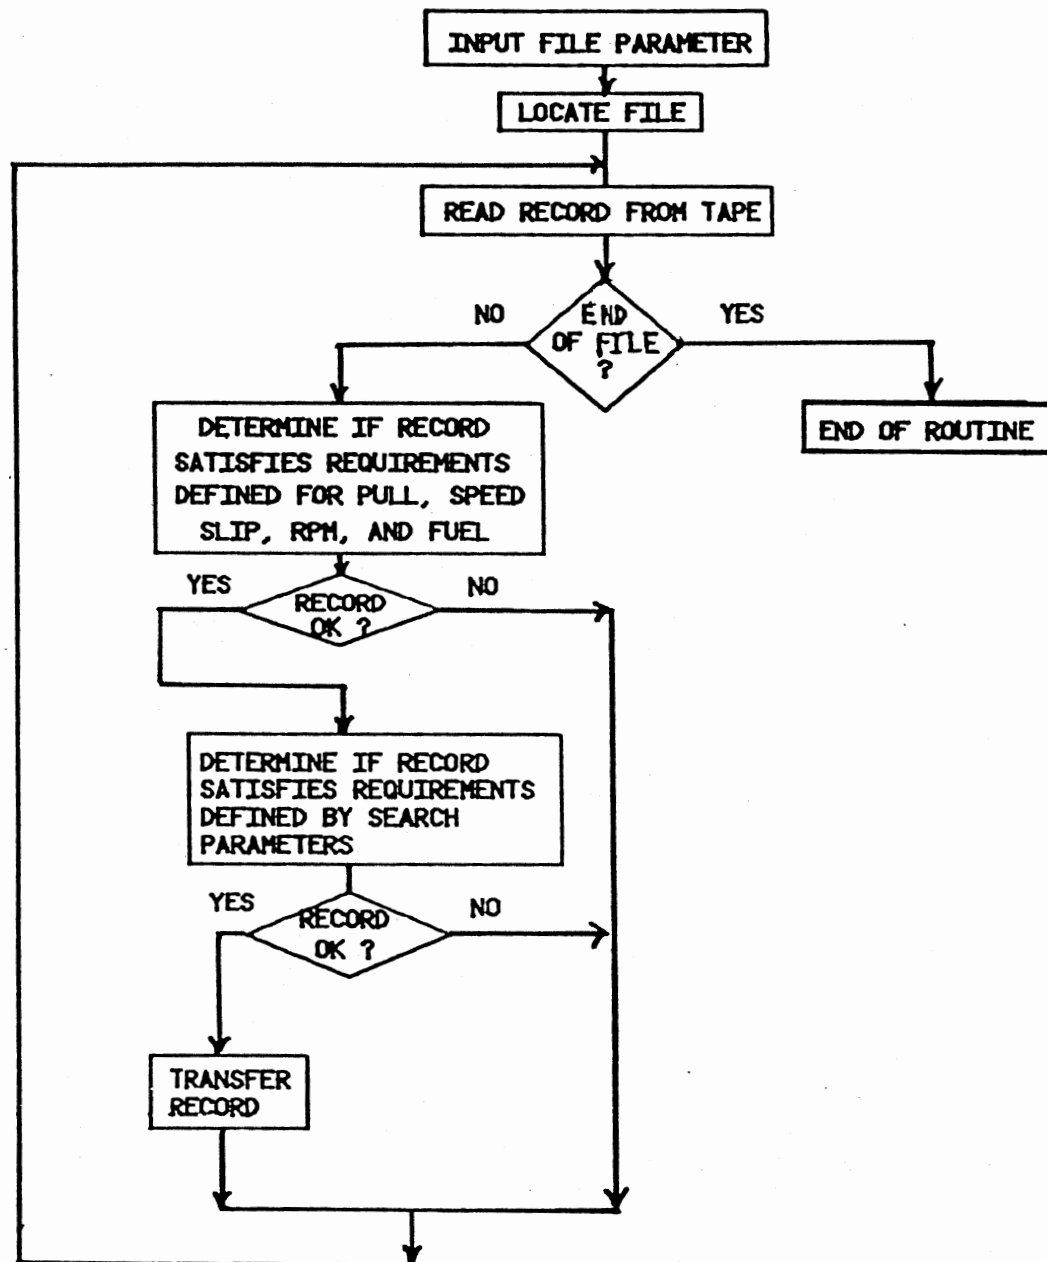 INPUT FILE PARAMETER
LOCATE FILE
READ RECORD FROM TAPE
NO
END
OF FILE
?
YES
DETERMINE IF RECORD
SATISFIES REQUIREMENTS
DEFINED FOR PULL, SPEED
SLIP, RPM, AND FUEL
END OF ROUTINE
YES
RECORD
OK ?
NO
DETERMINE IF RECORD
SATISFIES REQUIREMENTS
DEFINED BY SEARCH
PARAMETERS
YES
RECORD
OK ?
NO
TRANSFER
RECORD